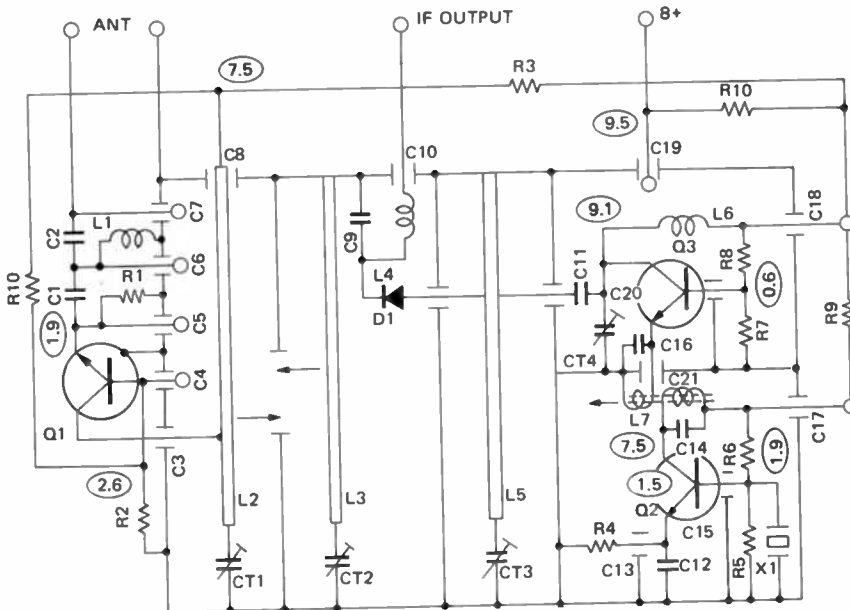 ANT
IF OUTPUT
8+
7.5
R3
R10
9.5
C8
C10
C19
C7
C18
L1
C2
9.1
L6
C9
Q3
C6
R8
R10
C11
R1
L4
C20
0.6
C1
D1
C5
R7
R9
1.9
CT4
C16
C4
C21
L7
C17
Q1
C3
7.5
C14
R6
1.9
2.6
1.5
L2
L3
L5
Q2
C15
R2
R4
CT1
CT2
CT3
C13
C12
R5
X1